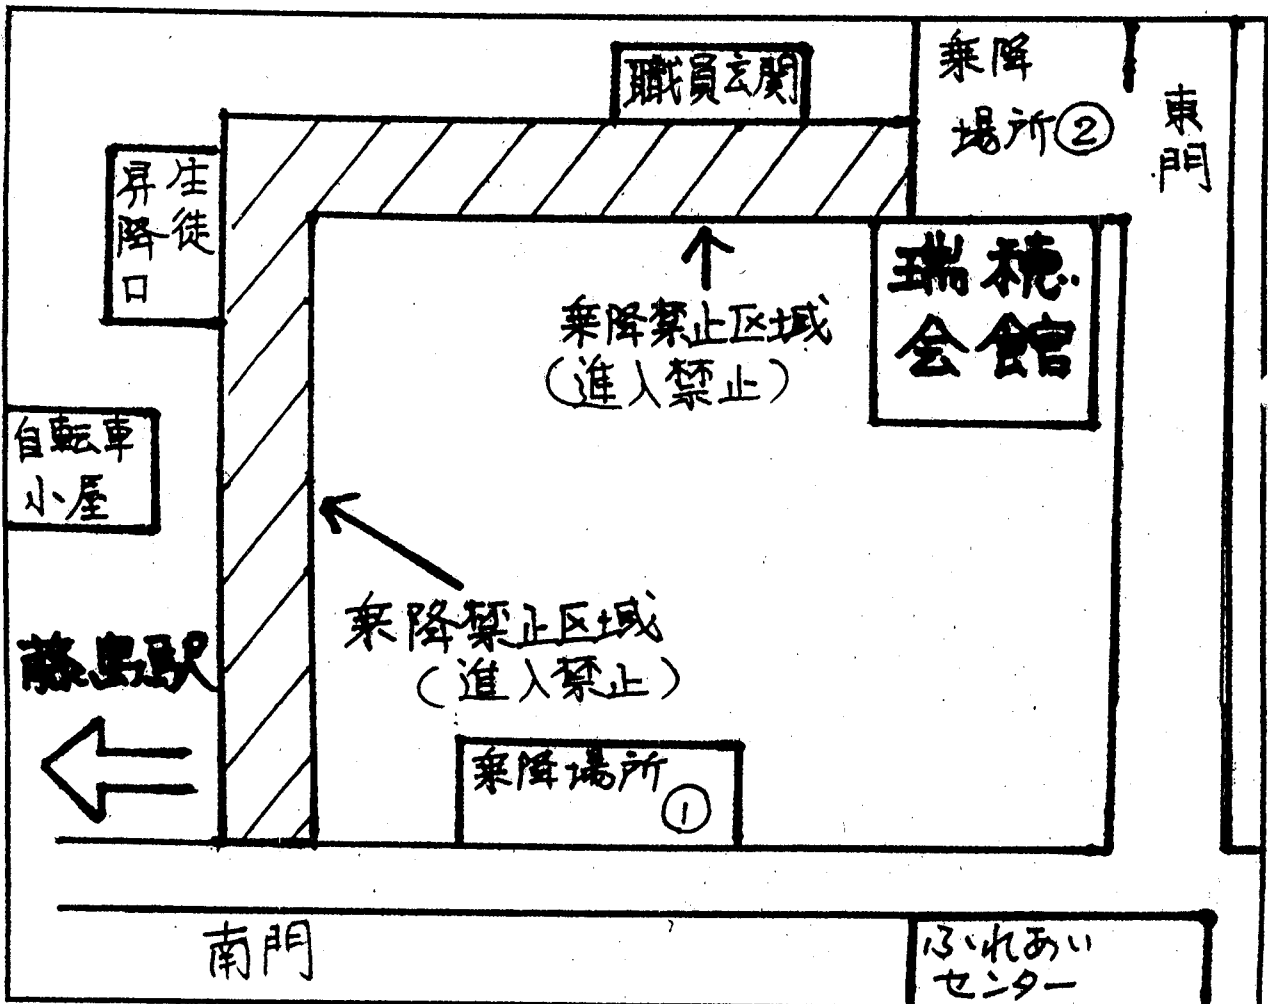 職員玄関
乗降
場所②
東門
生徒
昇降口
瑞穂
会館
乗降禁止区域
(進入禁止)
自転車
小屋
乗降禁止区域
(進入禁止)
藤島駅
乗降場所
①
南門
ふれあい
センター